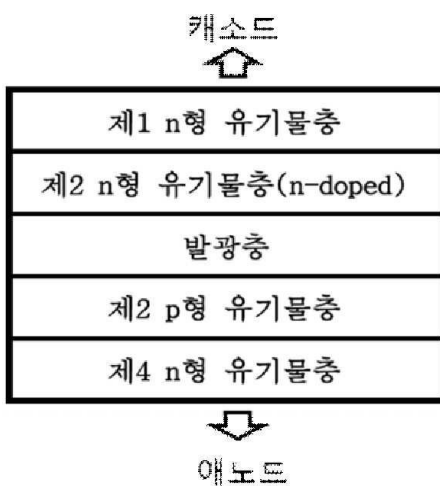 캐소드
제1 n형 유기물층
제2 n형 유기물층(n-doped)
발광층
제2 p형 유기물층
제4 n형 유기물층
애노드